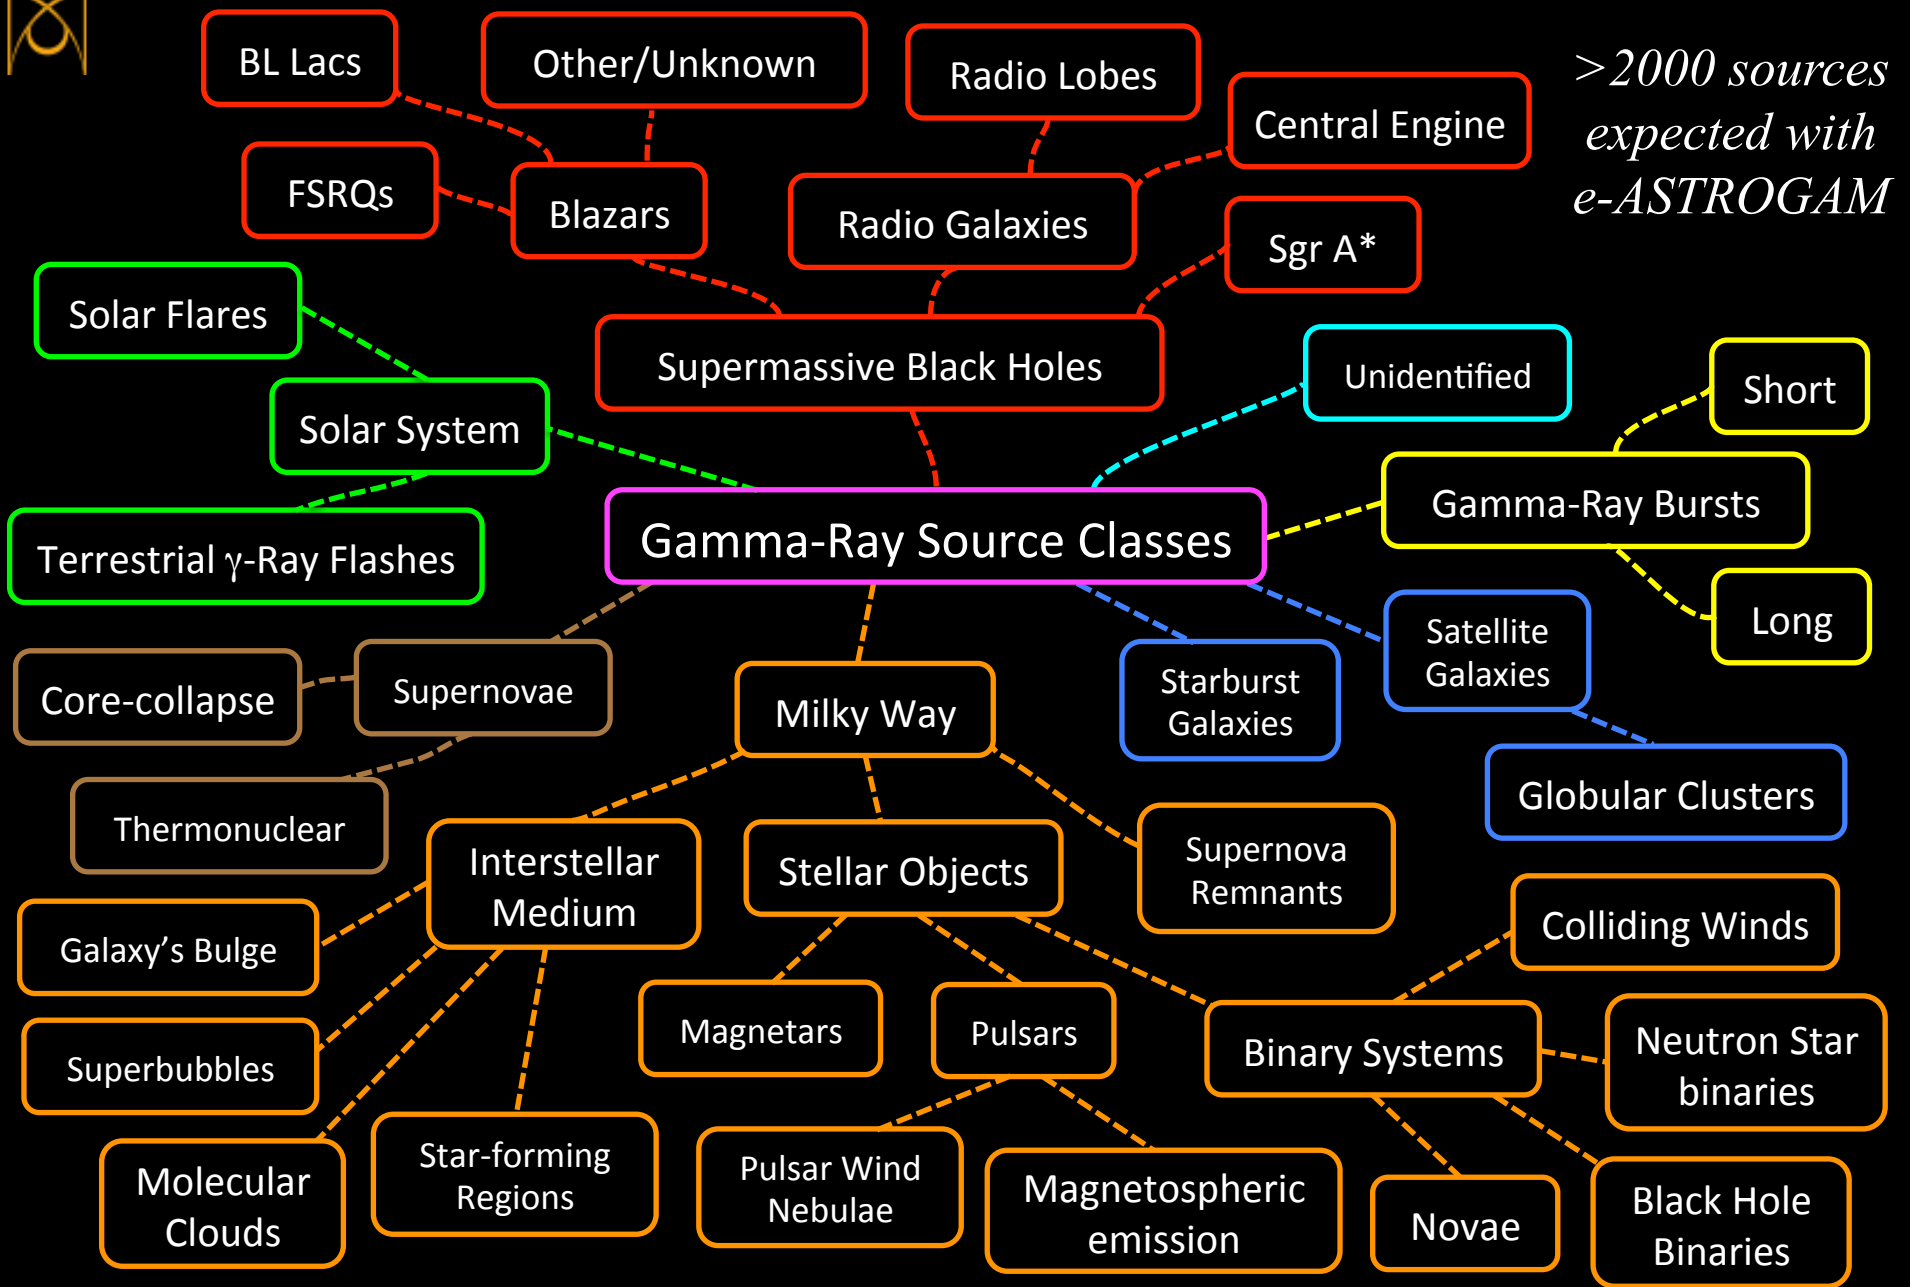 BL Lacs
Other/Unknown
Radio Lobes
Central Engine
>2000 sources
expected with
e-ASTROGAM
FSRQs
Blazars
Radio Galaxies
Sgr A*
Solar Flares
Supermassive Black Holes
Unidentified
Short
Solar System
Gamma-Ray Bursts
Terrestrial γ-Ray Flashes
Gamma-Ray Source Classes
Long
Satellite
Galaxies
Core-collapse
Supernovae
Milky Way
Starburst
Galaxies
Globular Clusters
Thermonuclear
Interstellar
Medium
Stellar Objects
Supernova
Remnants
Colliding Winds
Galaxy’s Bulge
Superbubbles
Magnetars
Pulsars
Binary Systems
Neutron Star
binaries
Molecular
Clouds
Star-forming
Regions
Pulsar Wind
Nebulae
Magnetospheric
emission
Novae
Black Hole
Binaries